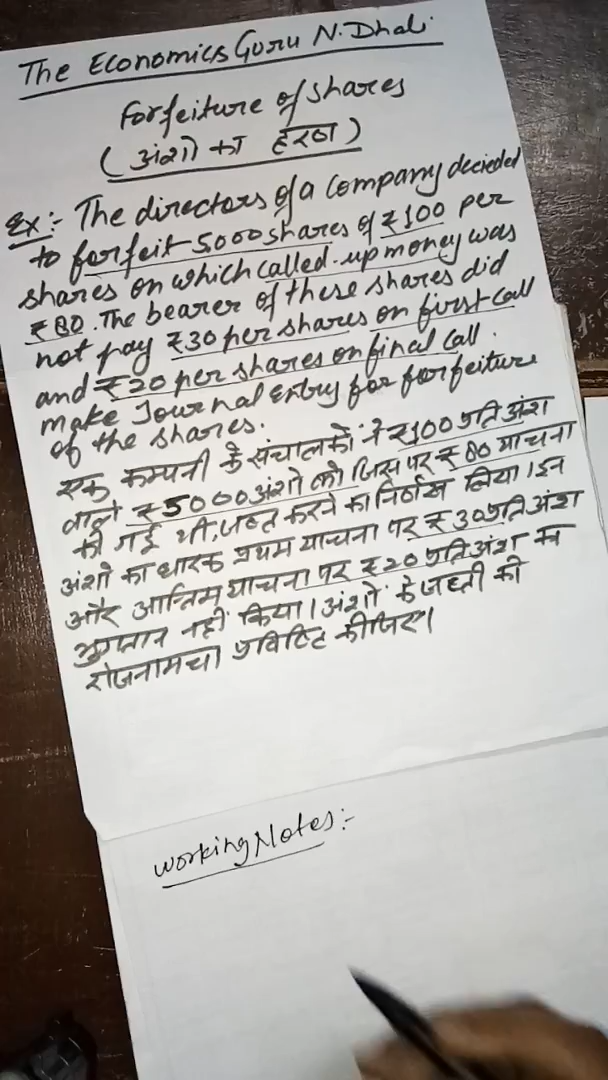 The Economics Guru N. Dhali
Forfeiture of Shares
(अंशो का हरण)
Ex:- The directors of a Company decieded
to forfeit 5000 shares of ₹100 per
shares on which called-up money was
₹80. The bearer of these shares did
not pay ₹30 per shares on first Call
and ₹20 per shares on final Call.
make Journal Entry for forfeiture
of the shares.
एक कम्पनी के संचालकों ने ₹100 प्रति अंश
वाले ₹5000 अंशो को जिस पर ₹80 याचना
की गई थी, जब्त करने का निर्णय लिया। इन
अंशो का धारक प्रथम याचना पर ₹30 प्रति अंश
और अन्तिम याचना पर ₹20 प्रति अंश का
भुगतान नहीं किया। अंशों के जब्ती की
रोजनामचा प्रविष्टि कीजिए।
Working Notes:-